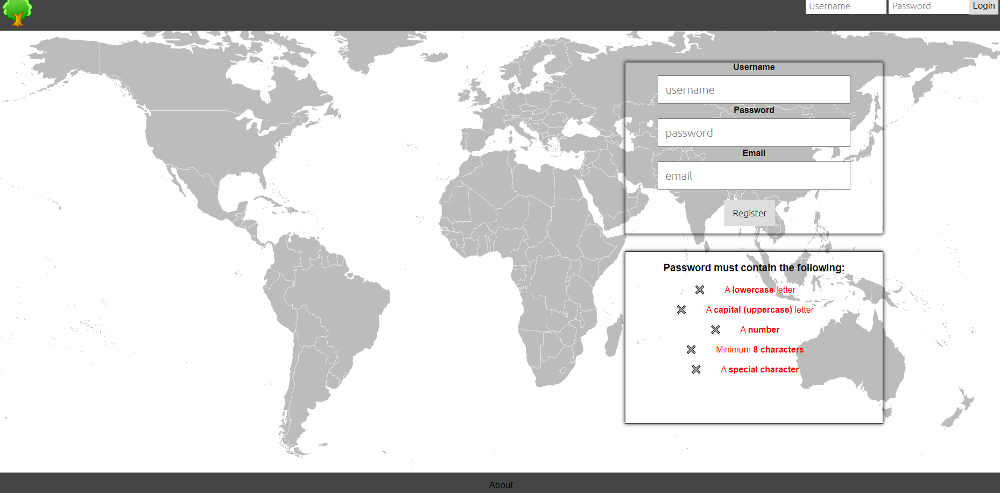 Username Password Login
Username
username
Password
password
Email
email
Register
Password must contain the following:
A lowercase letter
A capital (uppercase) letter
A number
Minimum 8 characters
A special character
About